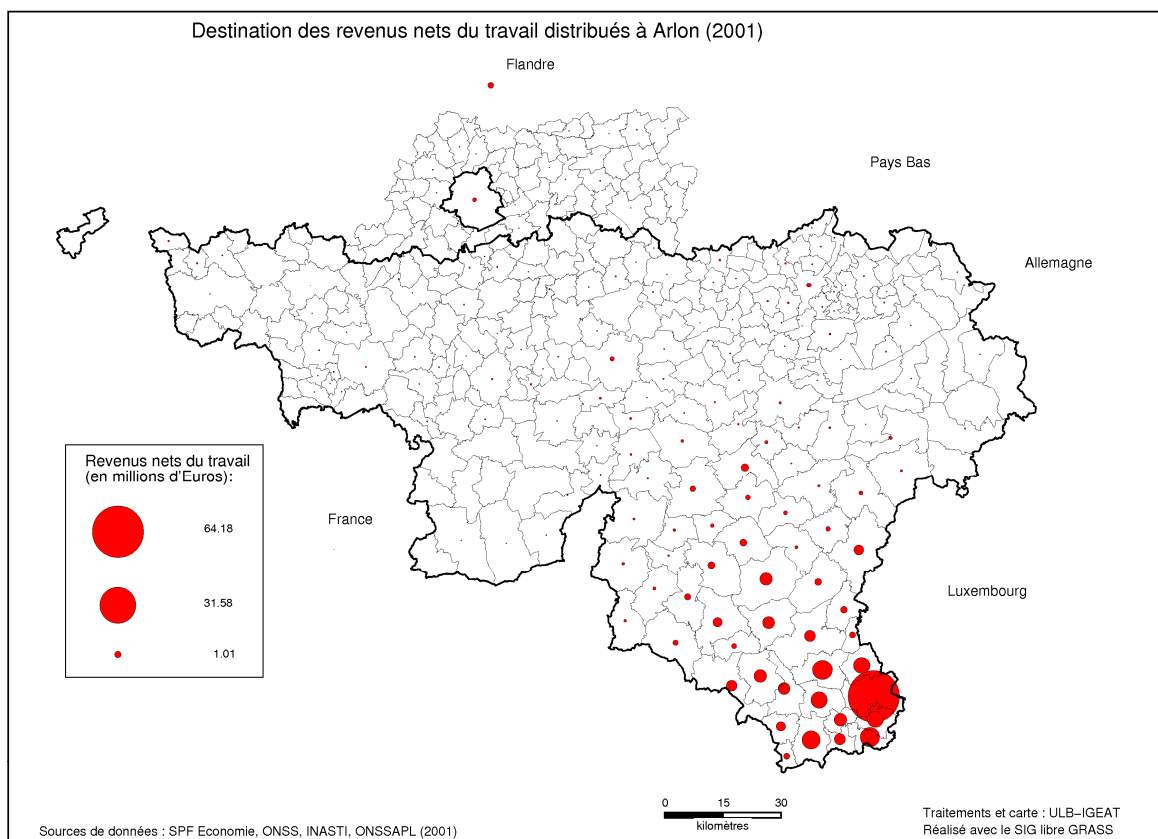 Destination des revenus nets du travail distribués à Arlon (2001)
Flandre
Pays Bas
Allemagne
Revenus nets du travail
(en millions d'Euros):
64.18
31.58
1.01
France
Luxembourg
0 15 30
kilomètres
Sources de données : SPF Economie, ONSS, INASTI, ONSSAPL (2001)
Traitements et carte : ULB-IGEAT
Réalisé avec le SIG libre GRASS